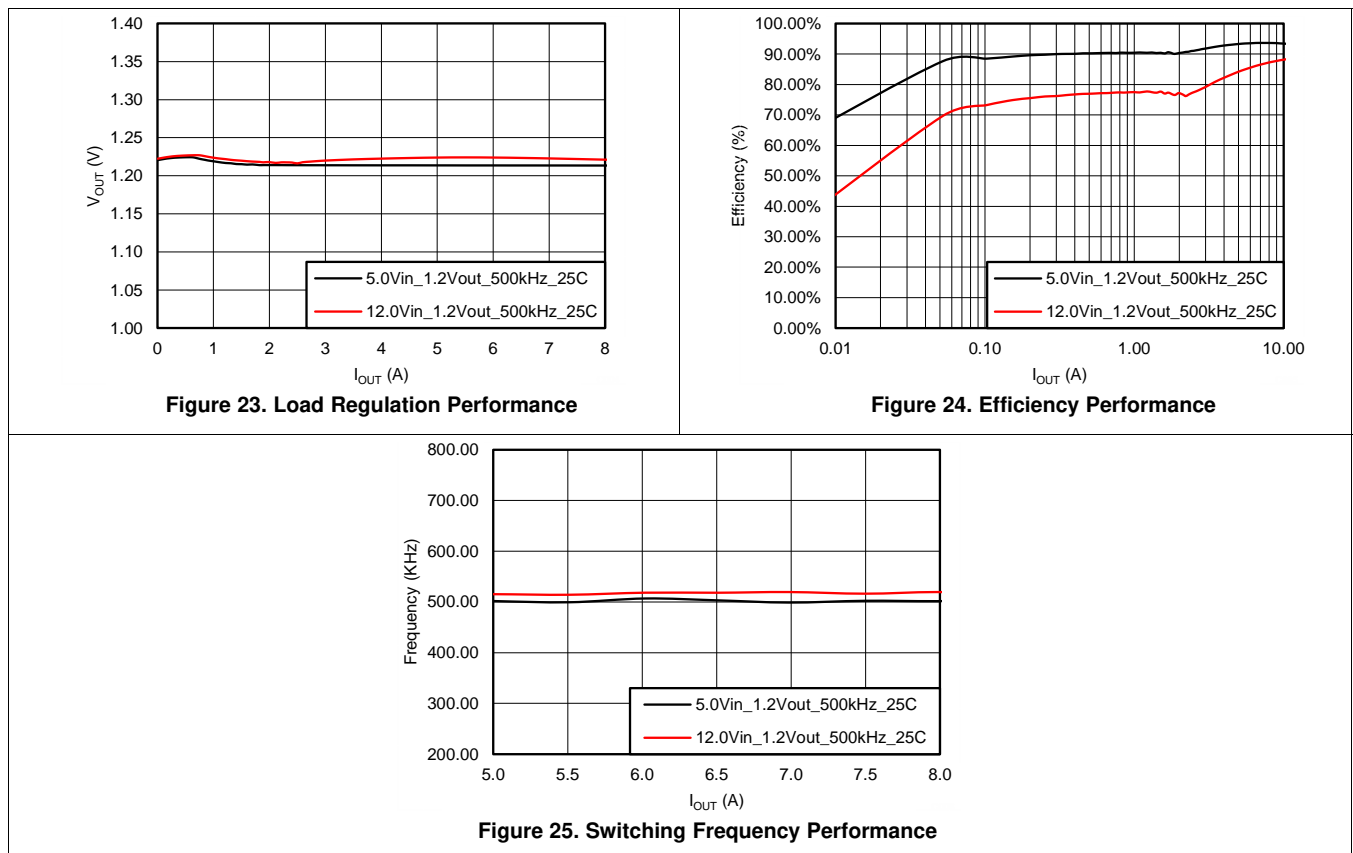 1.40
1.35
1.30
1.25
1.20
1.15
1.10
1.05
1.00
V_OUT (V)
5.0Vin_1.2Vout_500kHz_25C
12.0Vin_1.2Vout_500kHz_25C
0 1 2 3 4 5 6 7 8
I_OUT (A)
Figure 23. Load Regulation Performance
100.00%
90.00%
80.00%
70.00%
60.00%
50.00%
40.00%
30.00%
20.00%
10.00%
0.00%
Efficiency (%)
5.0Vin_1.2Vout_500kHz_25C
12.0Vin_1.2Vout_500kHz_25C
0.01 0.10 1.00 10.00
I_OUT (A)
Figure 24. Efficiency Performance
800.00
700.00
600.00
500.00
400.00
300.00
200.00
Frequency (KHz)
5.0Vin_1.2Vout_500kHz_25C
12.0Vin_1.2Vout_500kHz_25C
5.0 5.5 6.0 6.5 7.0 7.5 8.0
I_OUT (A)
Figure 25. Switching Frequency Performance